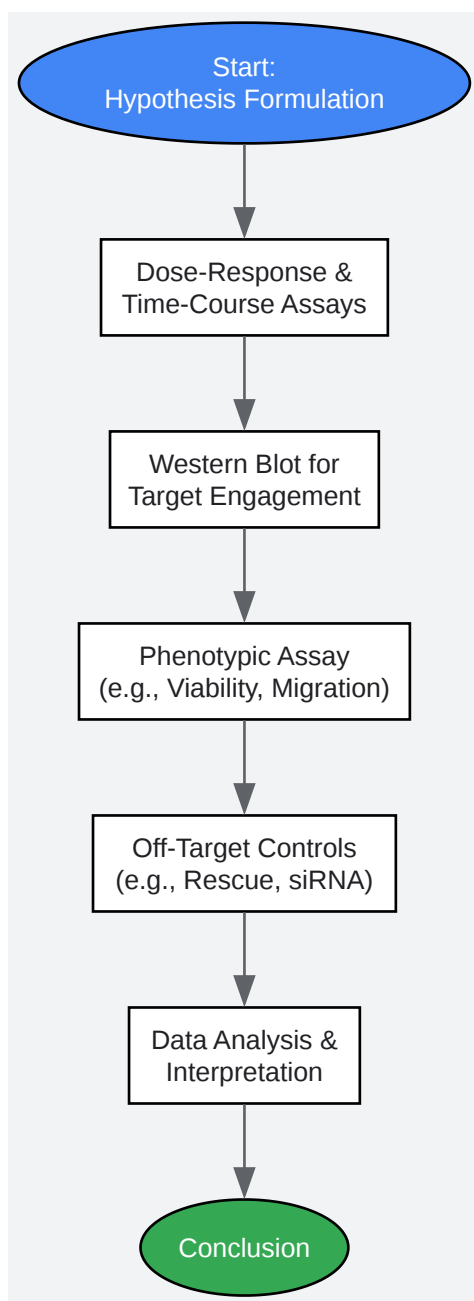 Start:
Hypothesis Formulation
Dose-Response &
Time-Course Assays
Western Blot for
Target Engagement
Phenotypic Assay
(e.g., Viability, Migration)
Off-Target Controls
(e.g., Rescue, siRNA)
Data Analysis &
Interpretation
Conclusion